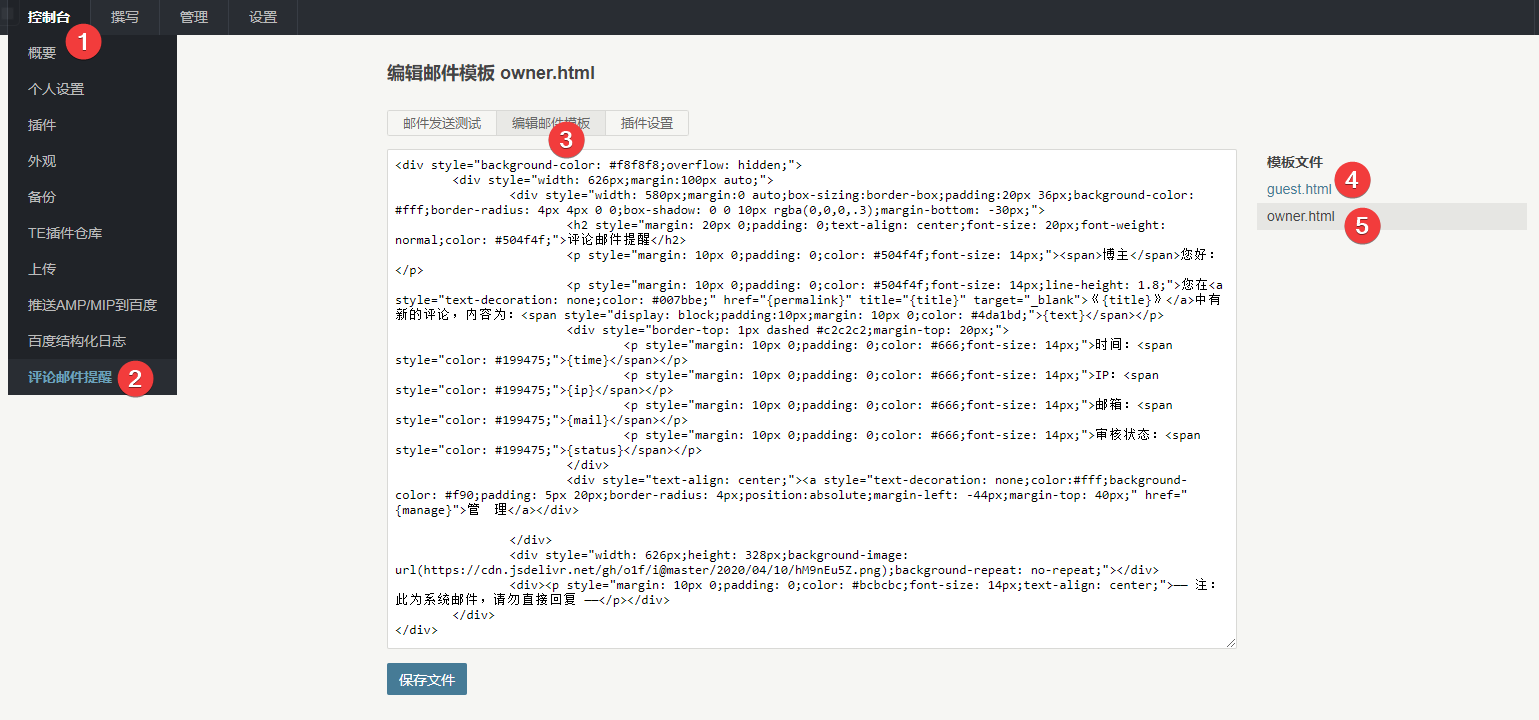 控制台 撰写 管理 设置
1
概要
个人设置
插件
外观
备份
TE插件仓库
上传
推送AMP/MIP到百度
百度结构化日志
评论邮件提醒 2
编辑邮件模板 owner.html
邮件发送测试 编辑邮件模板 插件设置
3
<div style="background-color: #f8f8f8;overflow: hidden;">
<div style="width: 626px;margin:100px auto;">
<div style="width: 580px;margin:0 auto;box-sizing:border-box;padding:20px 36px;background-color:
#fff;border-radius: 4px 4px 0 0;box-shadow: 0 0 10px rgba(0,0,0,.3);margin-bottom: -30px;">
<h2 style="margin: 20px 0;padding: 0;text-align: center;font-size: 20px;font-weight:
normal;color: #504f4f;">评论邮件提醒</h2>
<p style="margin: 10px 0;padding: 0;color: #504f4f;font-size: 14px;"><span>博主</span>您好：
</p>
<p style="margin: 10px 0;padding: 0;color: #504f4f;font-size: 14px;line-height: 1.8;">您在<a
style="text-decoration: none;color: #007bbe;" href="{permalink}" title="{title}" target="_blank">《{title}》</a>中有
新的评论，内容为：<span style="display: block;padding:10px;margin: 10px 0;color: #4da1bd;">{text}</span></p>
<div style="border-top: 1px dashed #c2c2c2;margin-top: 20px;">
<p style="margin: 10px 0;padding: 0;color: #666;font-size: 14px;">时间：<span
style="color: #199475;">{time}</span></p>
<p style="margin: 10px 0;padding: 0;color: #666;font-size: 14px;">IP：<span
style="color: #199475;">{ip}</span></p>
<p style="margin: 10px 0;padding: 0;color: #666;font-size: 14px;">邮箱：<span
style="color: #199475;">{mail}</span></p>
<p style="margin: 10px 0;padding: 0;color: #666;font-size: 14px;">审核状态：<span
style="color: #199475;">{status}</span></p>
</div>
<div style="text-align: center;"><a style="text-decoration: none;color:#fff;background-
color: #f90;padding: 5px 20px;border-radius: 4px;position:absolute;margin-left: -44px;margin-top: 40px;" href="
{manage}">管　理</a></div>
</div>
<div style="width: 626px;height: 328px;background-image:
url(https://cdn.jsdelivr.net/gh/o1f/i@master/2020/04/10/hM9nEu5Z.png);background-repeat: no-repeat;"></div>
<div><p style="margin: 10px 0;padding: 0;color: #bcbcbc;font-size: 14px;text-align: center;">—— 注：
此为系统邮件，请勿直接回复 ——</p></div>
</div>
</div>
保存文件
模板文件
guest.html 4
owner.html 5